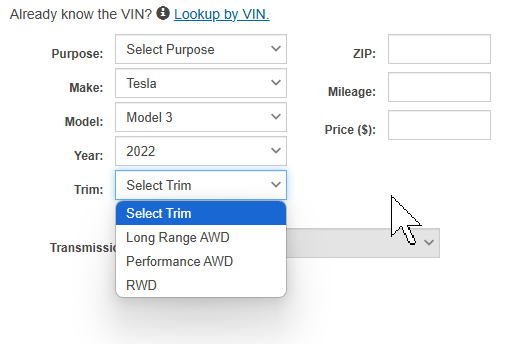 Already know the VIN? Lookup by VIN.
Purpose: Select Purpose ZIP:
Make: Tesla Mileage:
Model: Model 3 Price ($):
Year: 2022
Trim: Select Trim
Select Trim
Long Range AWD
Performance AWD
RWD